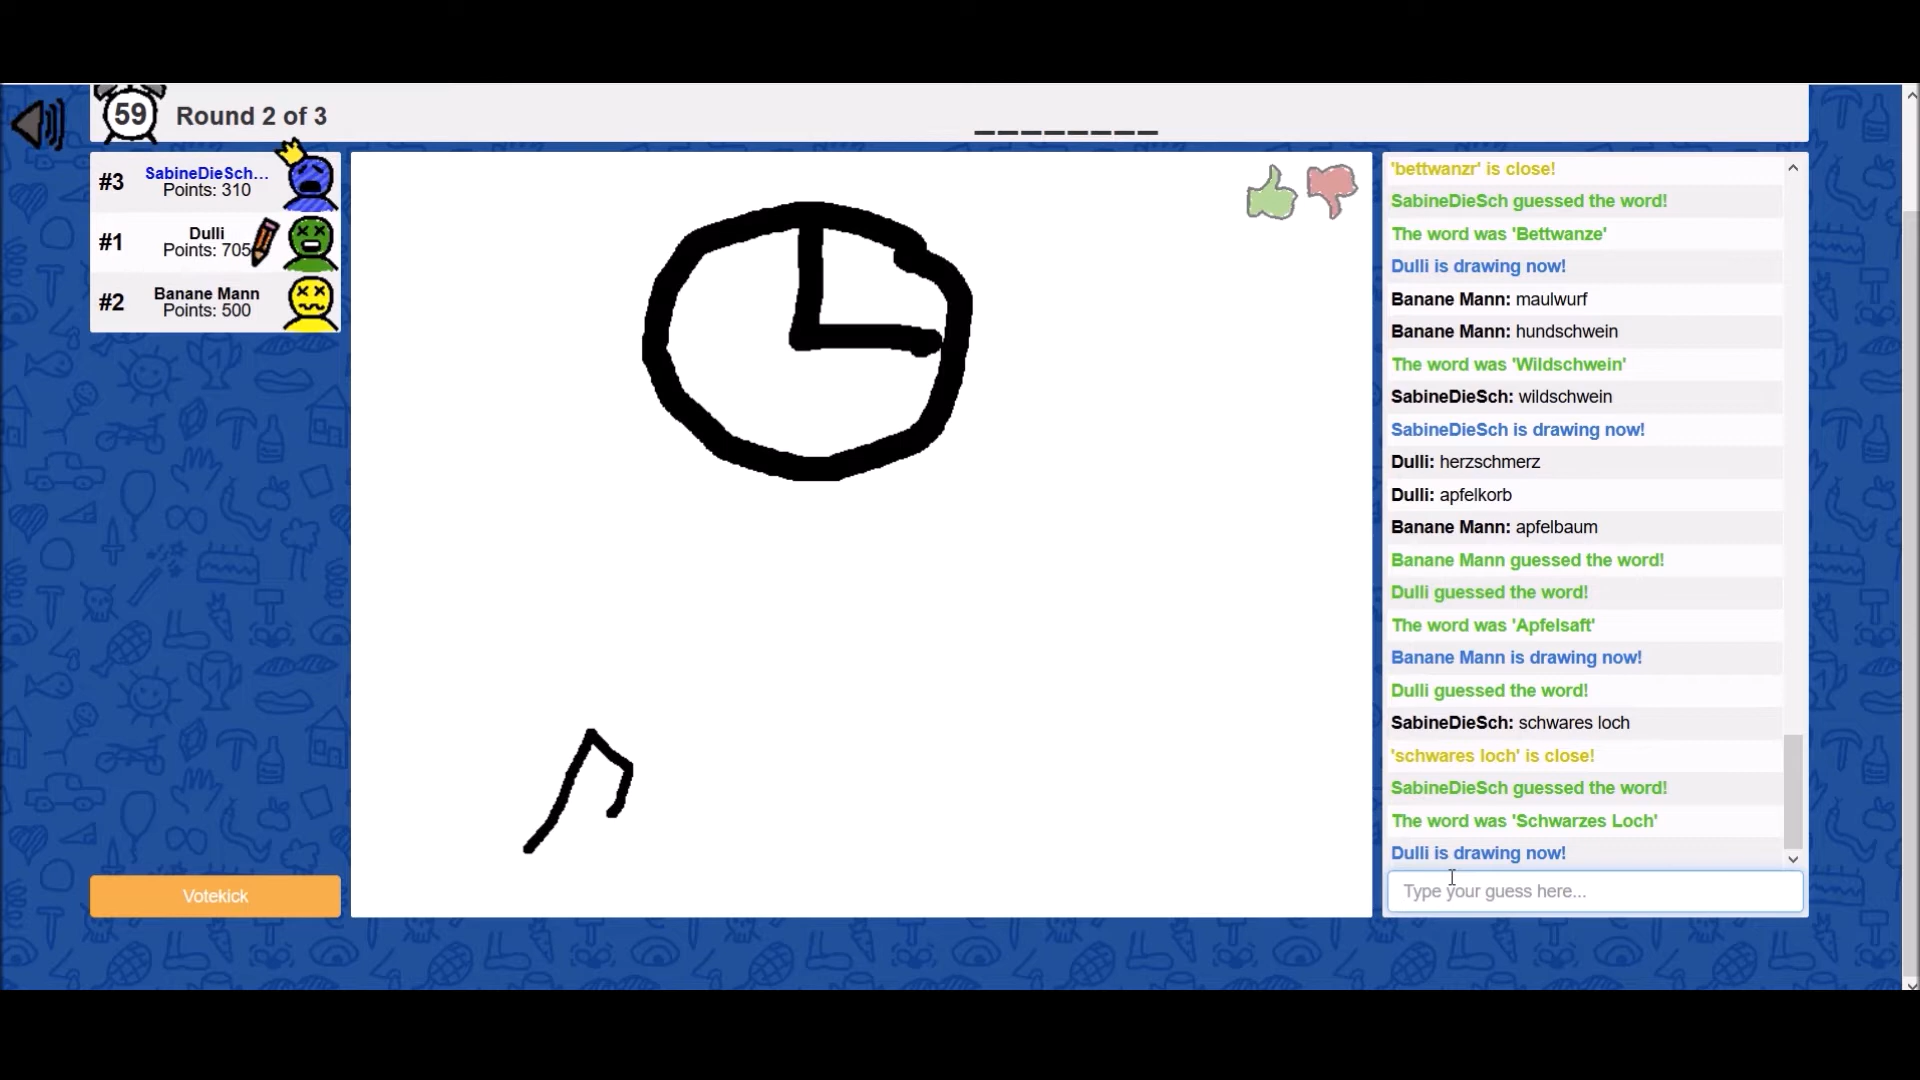 59
Round 2 of 3
________
#3
SabineDieSch...
Points: 310
#1
Dulli
Points: 705
#2
Banane Mann
Points: 500
Votekick
'bettwanzr' is close!
SabineDieSch guessed the word!
The word was 'Bettwanze'
Dulli is drawing now!
Banane Mann: maulwurf
Banane Mann: hundschwein
The word was 'Wildschwein'
SabineDieSch: wildschwein
SabineDieSch is drawing now!
Dulli: herzschmerz
Dulli: apfelkorb
Banane Mann: apfelbaum
Banane Mann guessed the word!
Dulli guessed the word!
The word was 'Apfelsaft'
Banane Mann is drawing now!
Dulli guessed the word!
SabineDieSch: schwares loch
'schwares loch' is close!
SabineDieSch guessed the word!
The word was 'Schwarzes Loch'
Dulli is drawing now!
Type your guess here...